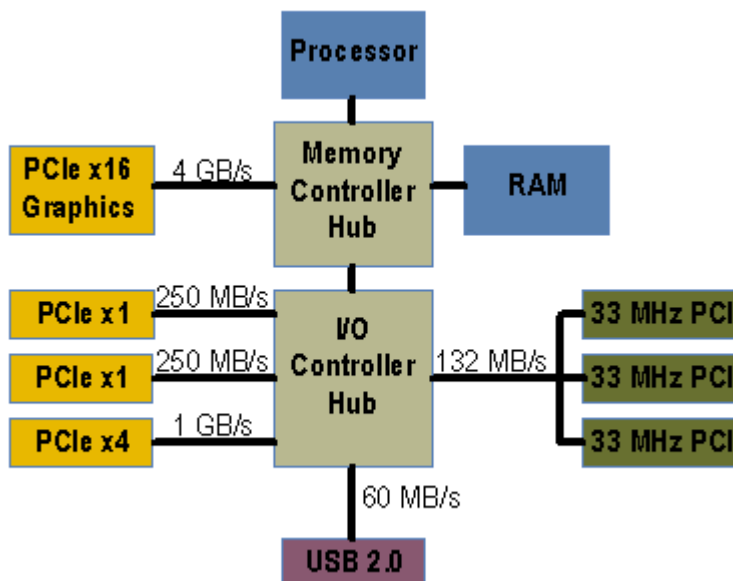 Processor
PCIe x16
Graphics
4 GB/s
Memory
Controller
Hub
RAM
PCIe x1
250 MB/s
PCIe x1
250 MB/s
PCIe x4
1 GB/s
I/O
Controller
Hub
132 MB/s
33 MHz PCI
33 MHz PCI
33 MHz PCI
60 MB/s
USB 2.0